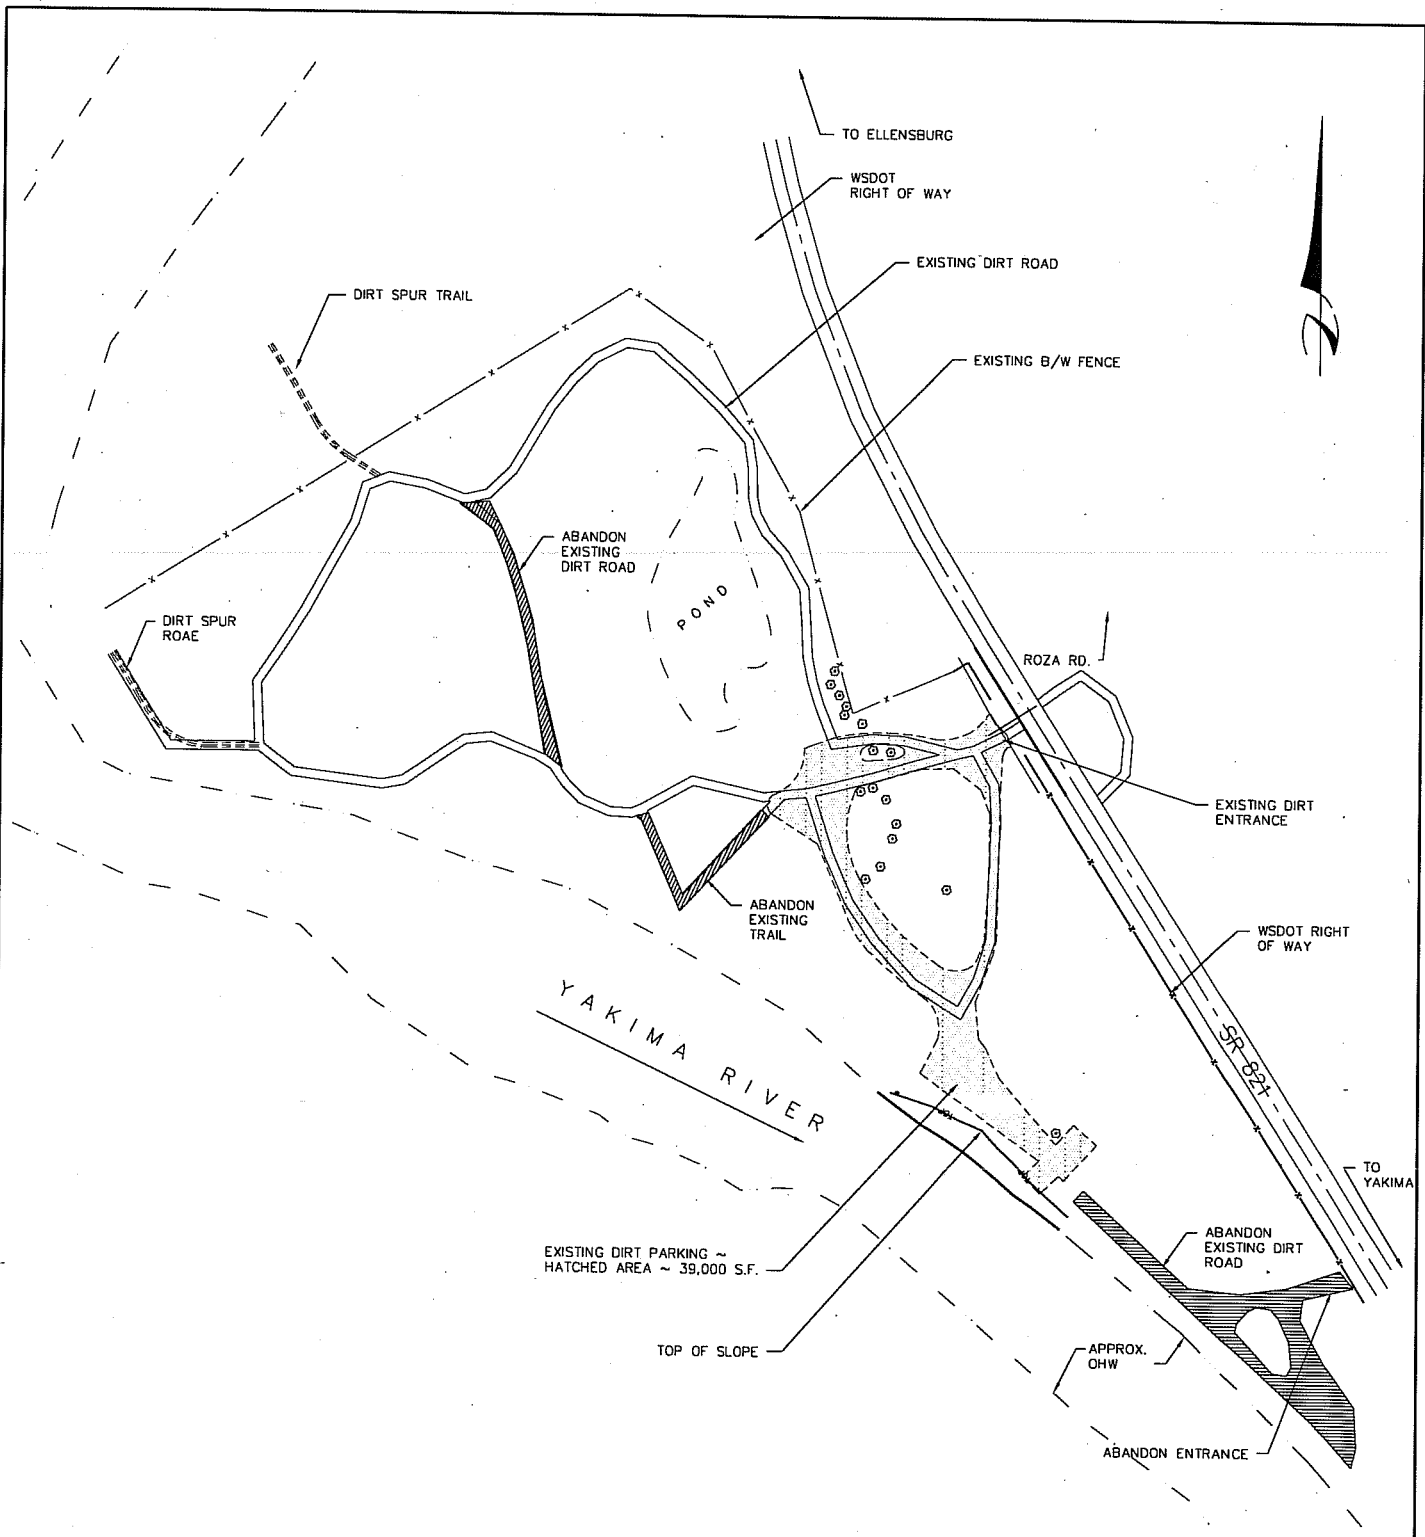 TO ELLENSBURG
WSDOT
RIGHT OF WAY
EXISTING DIRT ROAD
DIRT SPUR TRAIL
EXISTING B/W FENCE
ABANDON
EXISTING
DIRT ROAD
POND
DIRT SPUR
ROAE
ROZA RD.
EXISTING DIRT
ENTRANCE
ABANDON
EXISTING
TRAIL
WSDOT RIGHT
OF WAY
YAKIMA RIVER
SR 821
TO
YAKIMA
EXISTING DIRT PARKING ~
HATCHED AREA ~ 39,000 S.F.
ABANDON
EXISTING DIRT
ROAD
TOP OF SLOPE
APPROX.
OHW
ABANDON ENTRANCE